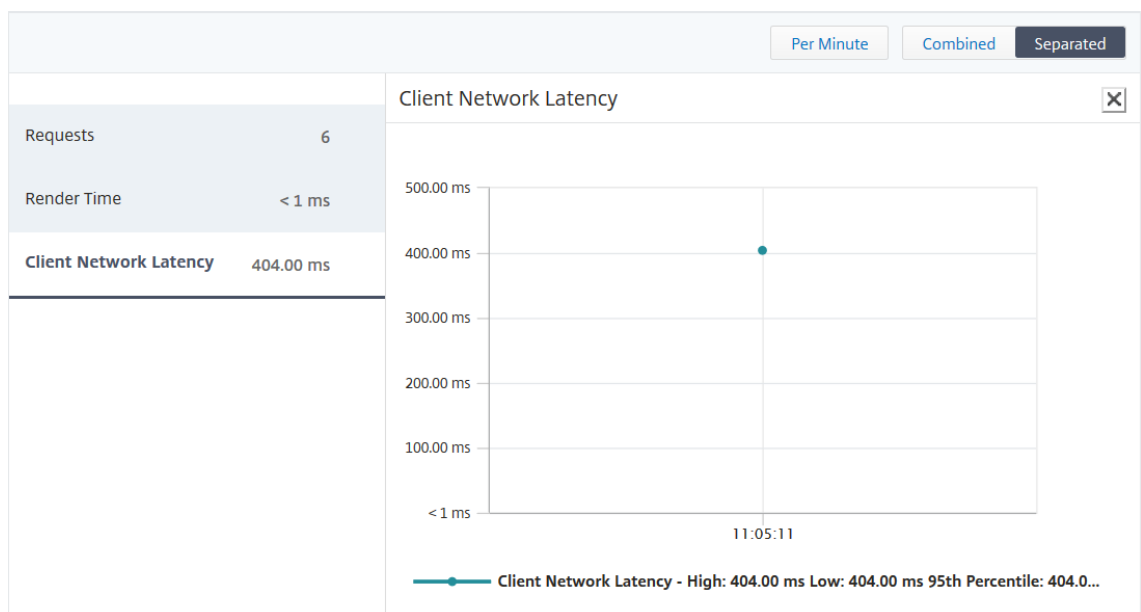 Per Minute Combined Separated
Client Network Latency
Requests 6
Render Time < 1 ms
Client Network Latency 404.00 ms
500.00 ms
400.00 ms
300.00 ms
200.00 ms
100.00 ms
< 1 ms
11:05:11
Client Network Latency - High: 404.00 ms Low: 404.00 ms 95th Percentile: 404.0...